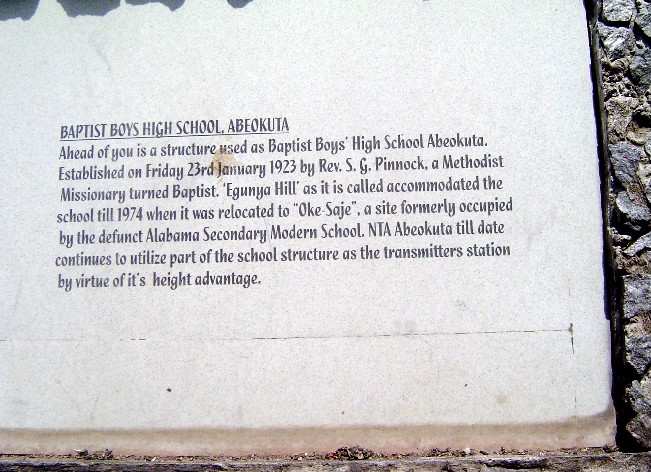 BAPTIST BOYS HIGH SCHOOL, ABEOKUTA
Ahead of you is a structure used as Baptist Boys' High School Abeokuta.
Established on Friday 23rd January 1923 by Rev. S. G. Pinnock, a Methodist
Missionary turned Baptist. 'Egunya Hill' as it is called accommodated the
school till 1974 when it was relocated to "Oke-Saje", a site formerly occupied
by the defunct Alabama Secondary Modern School. NTA Abeokuta till date
continues to utilize part of the school structure as the transmitters station
by virtue of it's height advantage.